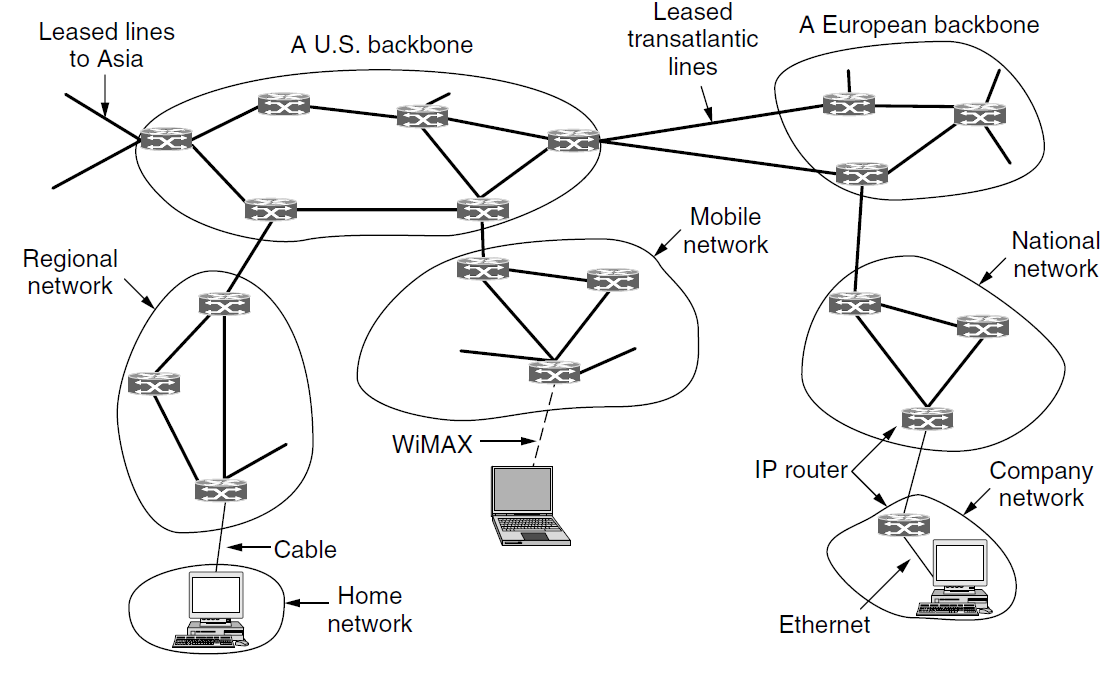 Leased lines
to Asia
A U.S. backbone
Leased
transatlantic
lines
A European backbone
Regional
network
Mobile
network
National
network
WiMAX
IP router
Company
network
Cable
Home
network
Ethernet